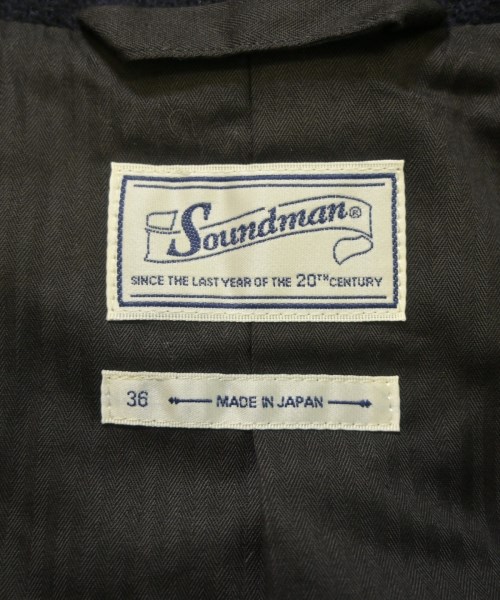 Soundman®
SINCE THE LAST YEAR OF THE 20TH CENTURY
36 MADE IN JAPAN